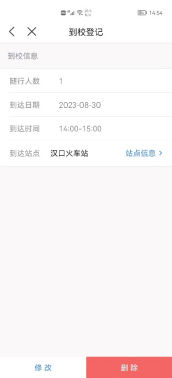 14:54
到校登记
到校信息
随行人数 1
到达日期 2023-08-30
到达时间 14:00-15:00
到达站点 汉口火车站 站点信息 >
修改 删除